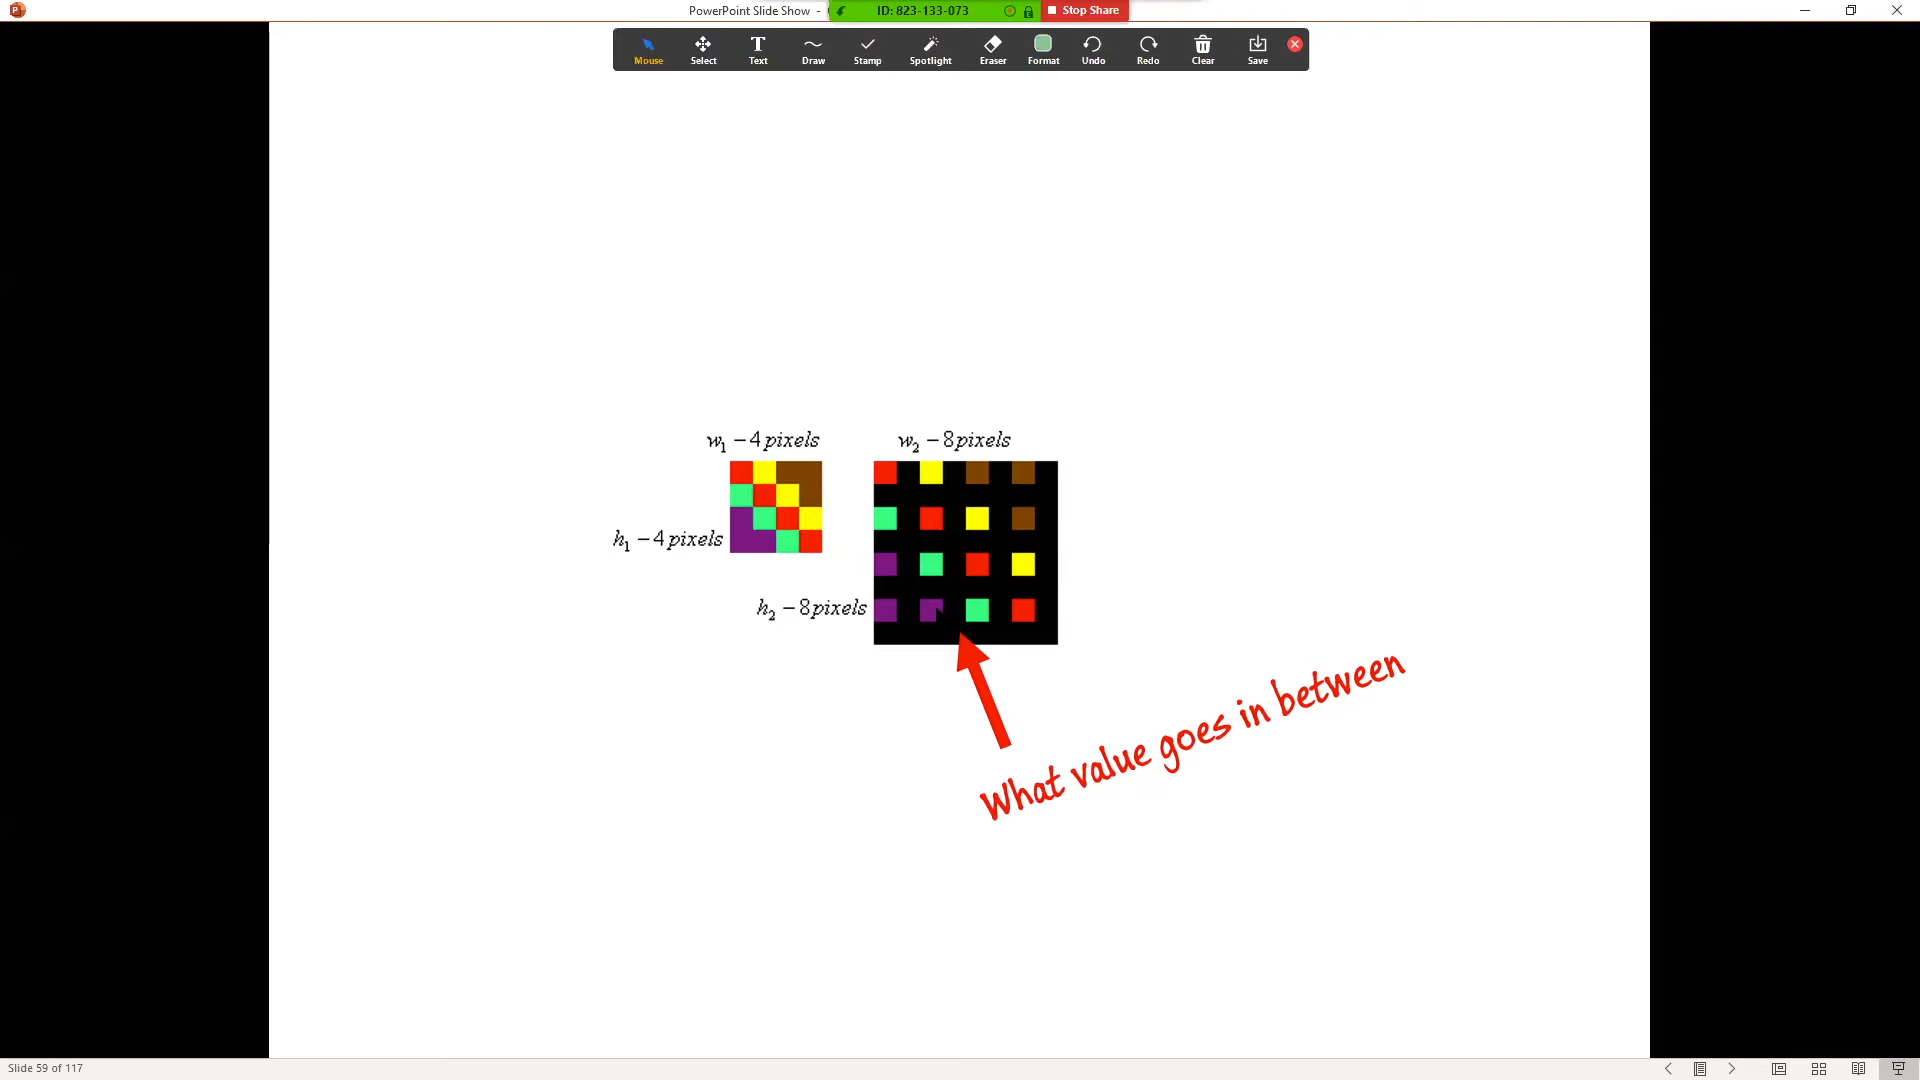 PowerPoint Slide Show -
ID: 823-133-073
Stop Share
Mouse
Select
Text
Draw
Stamp
Spotlight
Eraser
Format
Undo
Redo
Clear
Save
w1 – 4 pixels
w2 – 8 pixels
h1 – 4 pixels
h2 – 8 pixels
What value goes in between
Slide 59 of 117